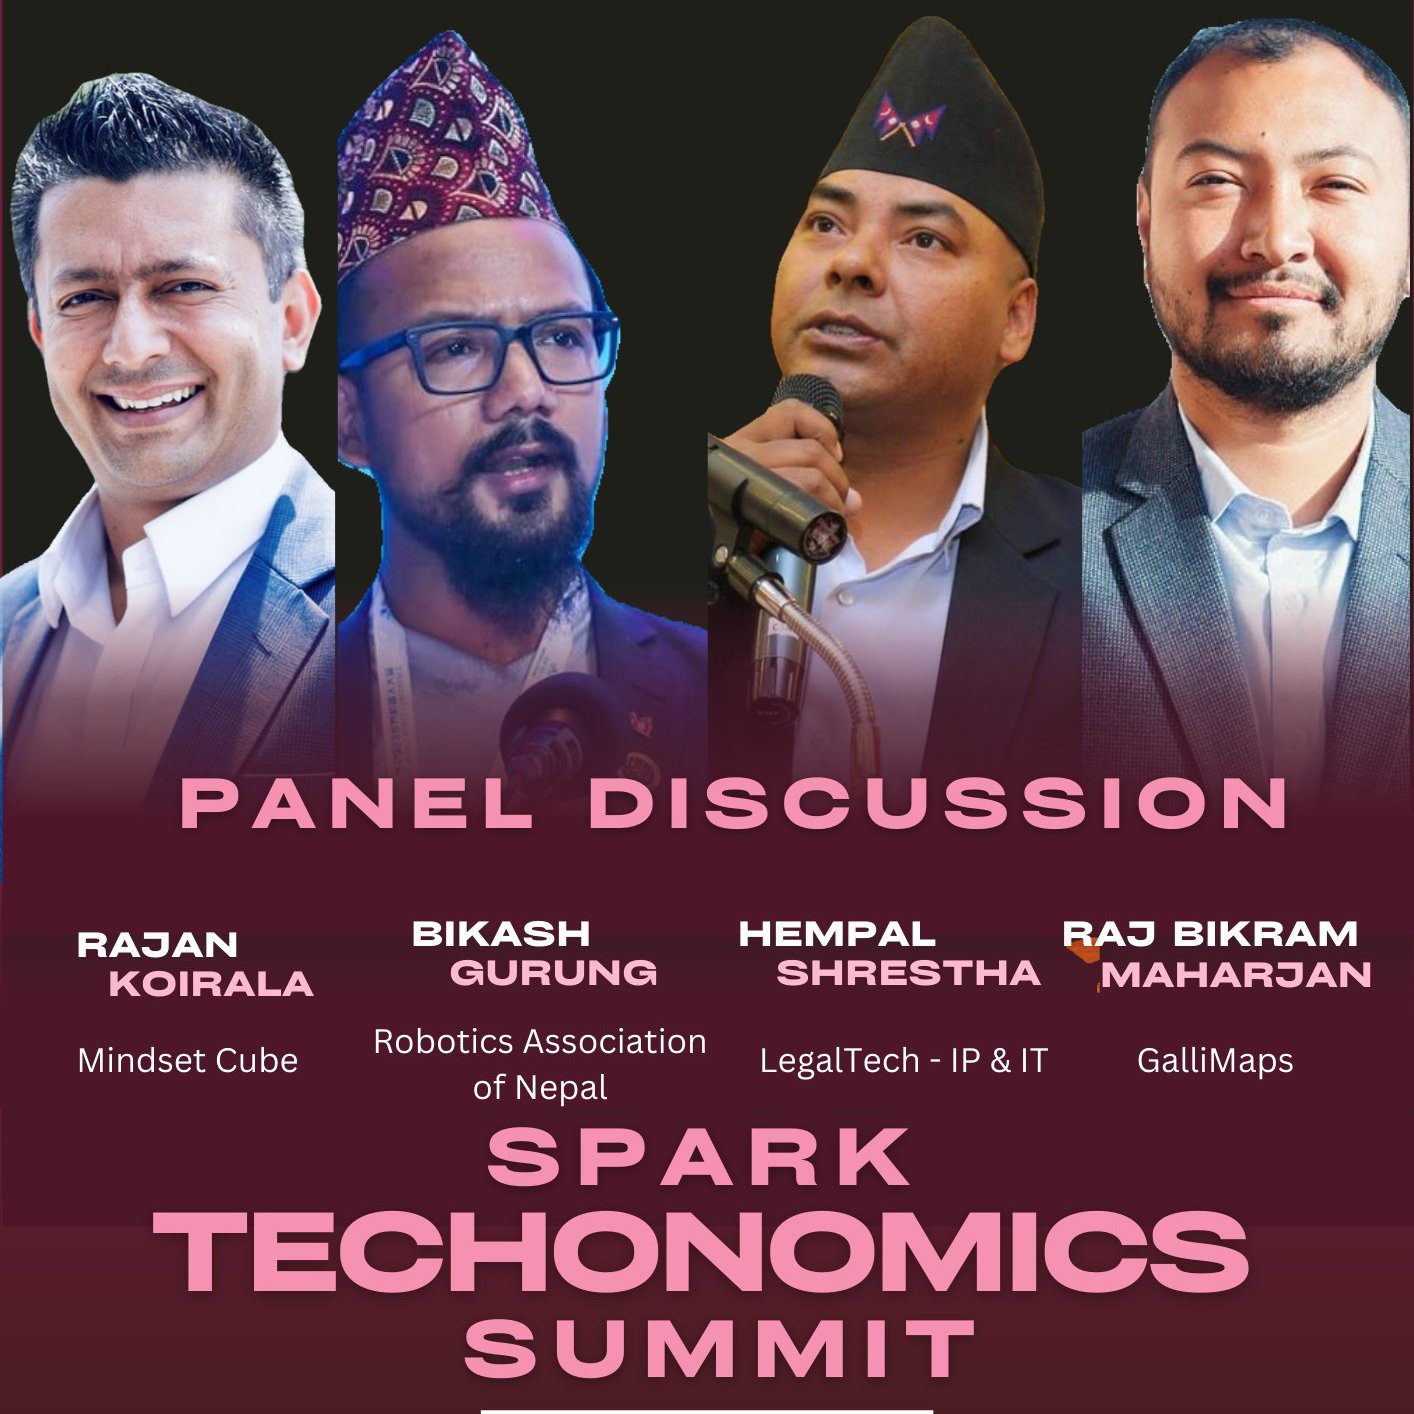 PANEL DISCUSSION
RAJAN
KOIRALA
Mindset Cube
BIKASH
GURUNG
Robotics Association
of Nepal
HEMPAL
SHRESTHA
LegalTech - IP & IT
RAJ BIKRAM
MAHARJAN
GalliMaps
SPARK
TECHONOMICS
SUMMIT